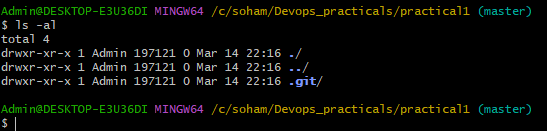 Admin@DESKTOP-E3U36DI MINGW64 /c/soham/Devops_practicals/practical1 (master)
$ ls -al
total 4
drwxr-xr-x 1 Admin 197121 0 Mar 14 22:16 ./
drwxr-xr-x 1 Admin 197121 0 Mar 14 22:16 ../
drwxr-xr-x 1 Admin 197121 0 Mar 14 22:16 .git/
Admin@DESKTOP-E3U36DI MINGW64 /c/soham/Devops_practicals/practical1 (master)
$